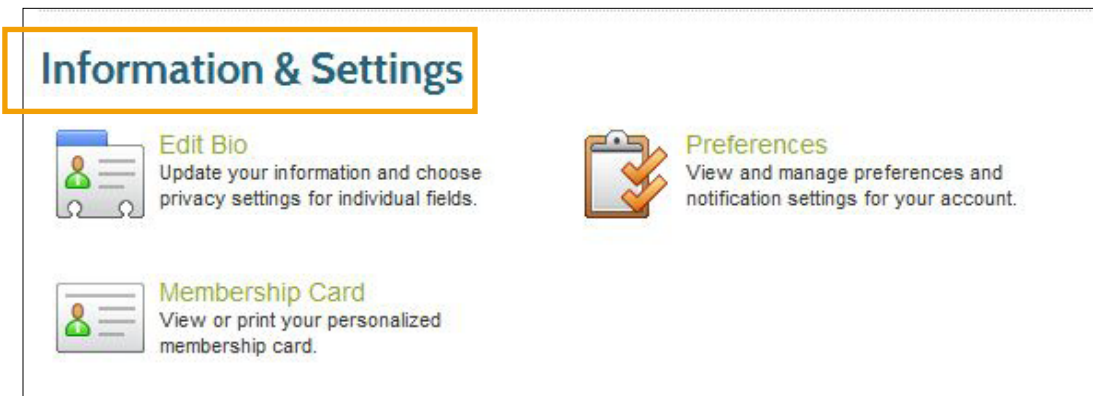 Information & Settings
Edit Bio
Update your information and choose
privacy settings for individual fields.
Preferences
View and manage preferences and
notification settings for your account.
Membership Card
View or print your personalized
membership card.